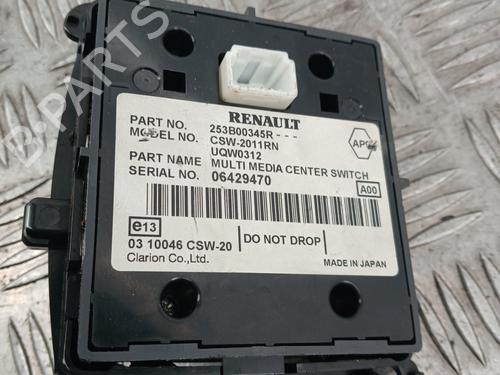 RENAULT
PART NO. 253B00345R - - -
MODEL NO. CSW-2011RN
UQW0312
PART NAME MULTI MEDIA CENTER SWITCH
SERIAL NO. 06429470
A00
e13
03 10046 CSW-20 DO NOT DROP
Clarion Co.,Ltd. MADE IN JAPAN
B-PARTS